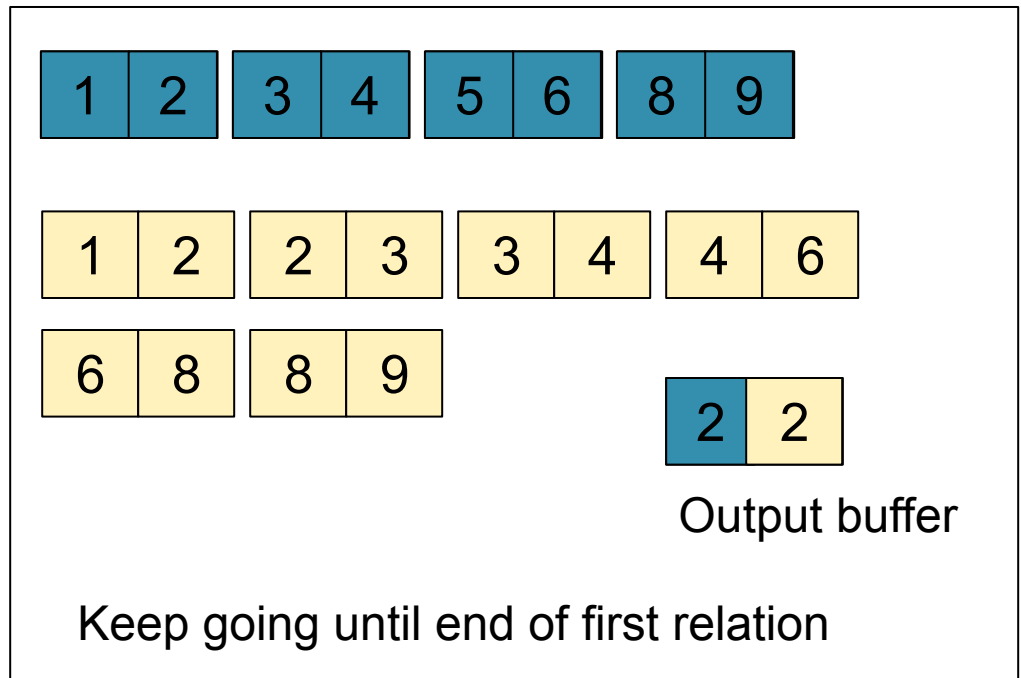 1 2 3 4 5 6 8 9
1 2 2 3 3 4 4 6
6 8 8 9
2 2
Output buffer
Keep going until end of first relation